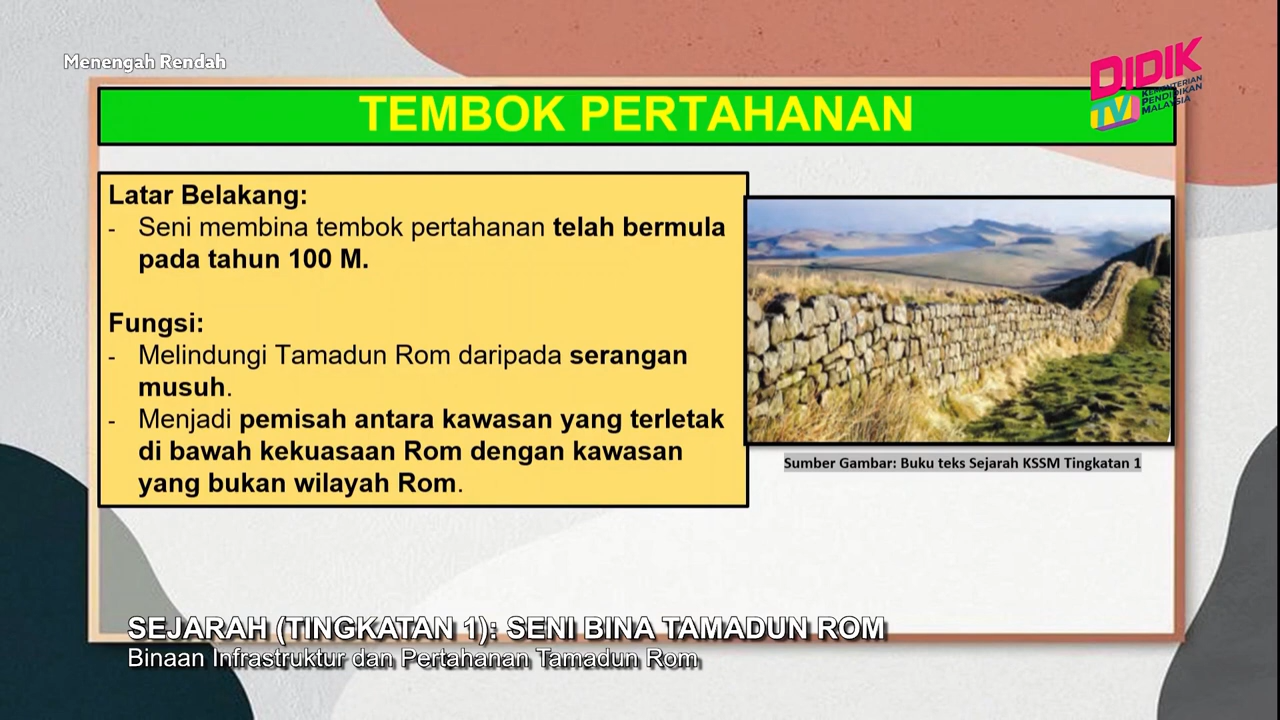 Menengah Rendah
DIDIK
TV
KEMENTERIAN
PENDIDIKAN
MALAYSIA
TEMBOK PERTAHANAN
Latar Belakang:
- Seni membina tembok pertahanan telah bermula
pada tahun 100 M.
Fungsi:
- Melindungi Tamadun Rom daripada serangan
musuh.
- Menjadi pemisah antara kawasan yang terletak
di bawah kekuasaan Rom dengan kawasan
yang bukan wilayah Rom.
Sumber Gambar: Buku teks Sejarah KSSM Tingkatan 1
SEJARAH (TINGKATAN 1): SENI BINA TAMADUN ROM
Binaan Infrastruktur dan Pertahanan Tamadun Rom